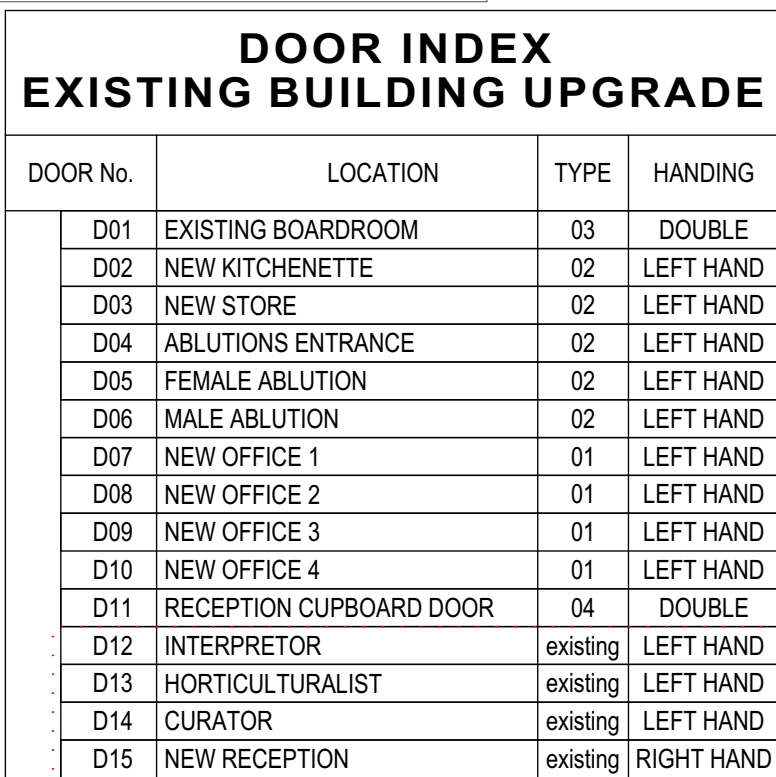 DOOR INDEX
EXISTING BUILDING UPGRADE
DOOR No. LOCATION TYPE HANDING
D01 EXISTING BOARDROOM 03 DOUBLE
D02 NEW KITCHENETTE 02 LEFT HAND
D03 NEW STORE 02 LEFT HAND
D04 ABLUTIONS ENTRANCE 02 LEFT HAND
D05 FEMALE ABLUTION 02 LEFT HAND
D06 MALE ABLUTION 02 LEFT HAND
D07 NEW OFFICE 1 01 LEFT HAND
D08 NEW OFFICE 2 01 LEFT HAND
D09 NEW OFFICE 3 01 LEFT HAND
D10 NEW OFFICE 4 01 LEFT HAND
D11 RECEPTION CUPBOARD DOOR 04 DOUBLE
D12 INTERPRETOR existing LEFT HAND
D13 HORTICULTURALIST existing LEFT HAND
D14 CURATOR existing LEFT HAND
D15 NEW RECEPTION existing RIGHT HAND